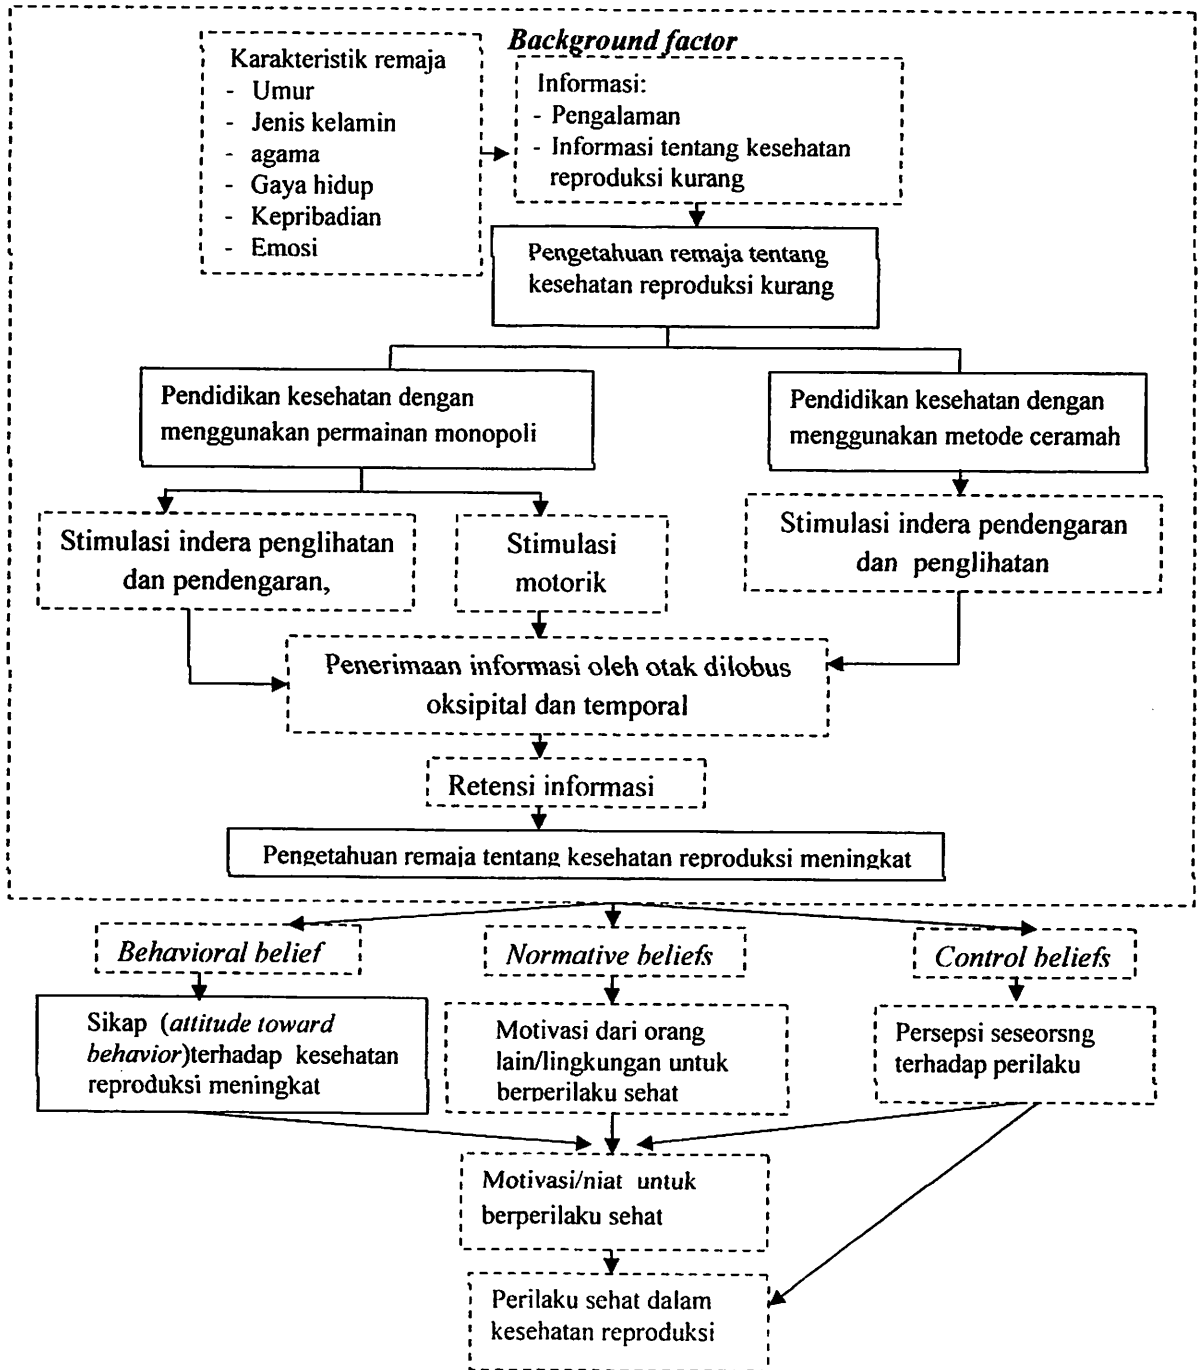 Background factor
Karakteristik remaja
- Umur
- Jenis kelamin
- agama
- Gaya hidup
- Kepribadian
- Emosi
Informasi:
- Pengalaman
- Informasi tentang kesehatan
reproduksi kurang
Pengetahuan remaja tentang
kesehatan reproduksi kurang
Pendidikan kesehatan dengan
menggunakan permainan monopoli
Pendidikan kesehatan dengan
menggunakan metode ceramah
Stimulasi indera penglihatan
dan pendengaran,
Stimulasi
motorik
Stimulasi indera pendengaran
dan penglihatan
Penerimaan informasi oleh otak dilobus
oksipital dan temporal
Retensi informasi
Pengetahuan remaja tentang kesehatan reproduksi meningkat
Behavioral belief
Normative beliefs
Control beliefs
Sikap (attitude toward
behavior)terhadap kesehatan
reproduksi meningkat
Motivasi dari orang
lain/lingkungan untuk
berperilaku sehat
Persepsi seseorsng
terhadap perilaku
Motivasi/niat untuk
berperilaku sehat
Perilaku sehat dalam
kesehatan reproduksi